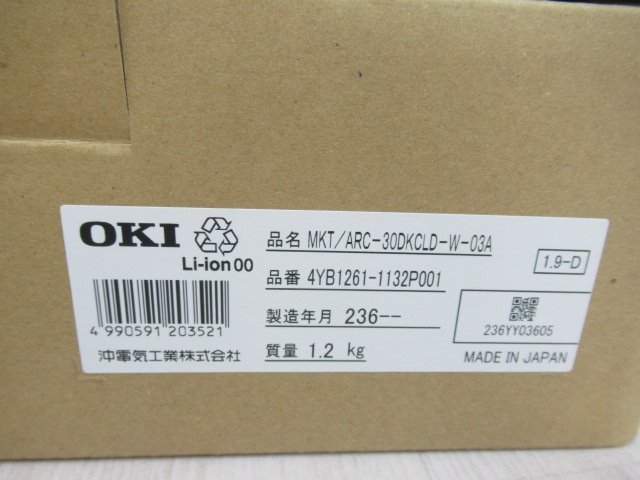 OKI
Li-ion 00
品名 MKT/ARC-30DKCLD-W-03A
1.9-D
品番 4YB1261-1132P001
4 990591 203521
製造年月 236--
236YY03605
沖電気工業株式会社
質量 1.2 kg
MADE IN JAPAN